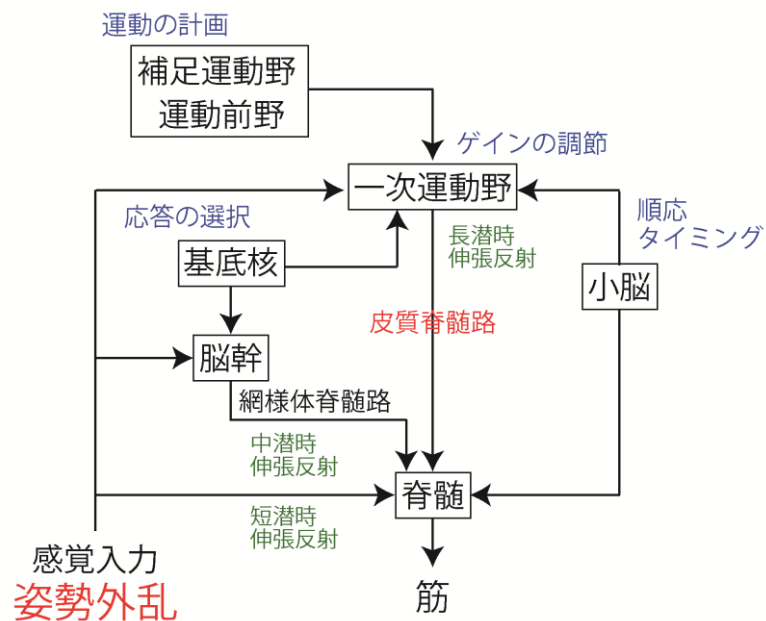 運動の計画
補足運動野
運動前野
ゲインの調節
一次運動野
応答の選択
順応
タイミング
長潜時
伸張反射
基底核
小脳
皮質脊髄路
脳幹
網様体脊髄路
中潜時
伸張反射
脊髄
短潜時
伸張反射
感覚入力
姿勢外乱
筋